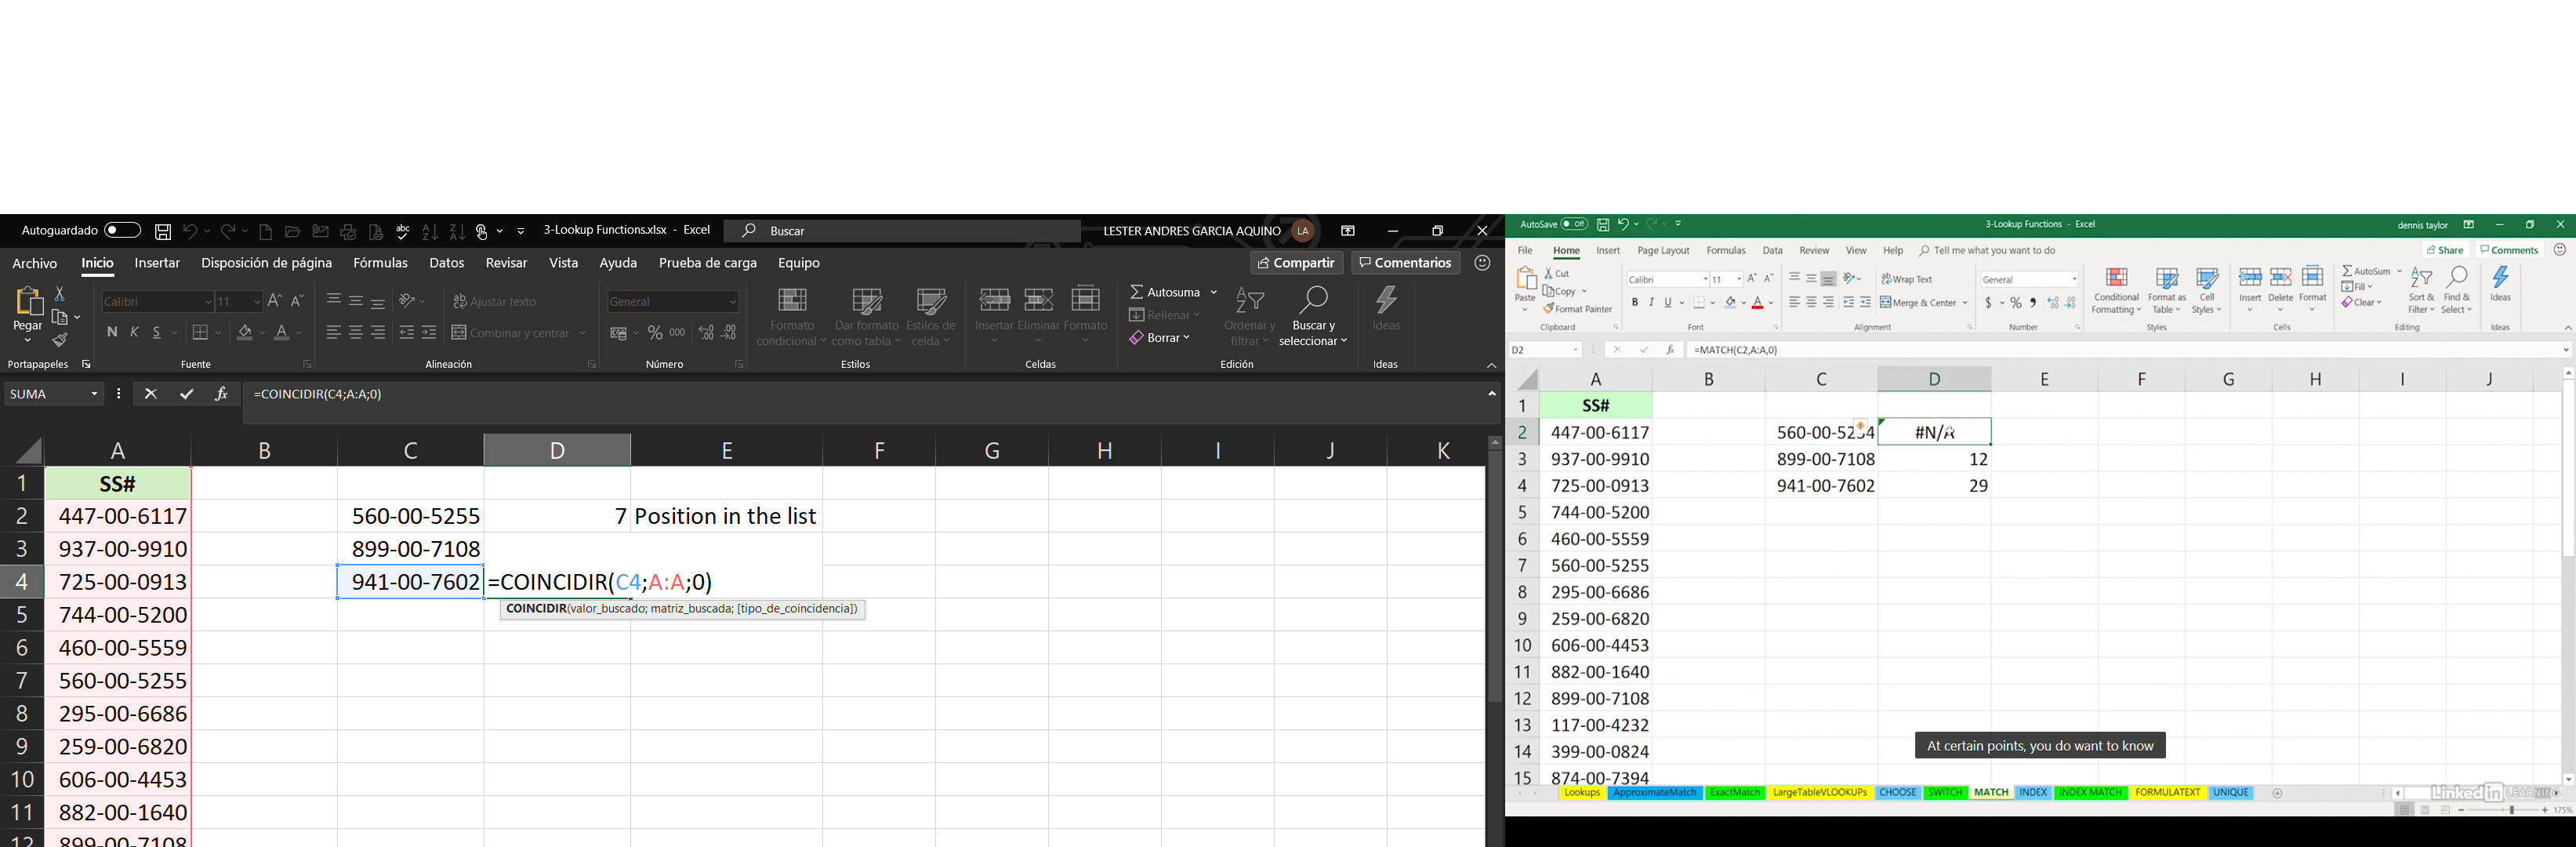 Autoguardado
3-Lookup Functions.xlsx - Excel
Buscar
LESTER ANDRES GARCIA AQUINO
LA
Archivo Inicio Insertar Disposición de página Fórmulas Datos Revisar Vista Ayuda Prueba de carga Equipo
Compartir Comentarios
Pegar
Calibri 11
Ajustar texto
General
N K S
Combinar y centrar
% 000
Formato condicional
Dar formato como tabla
Estilos de celda
Insertar Eliminar Formato
Autosuma
Rellenar
Borrar
Ordenar y filtrar
Buscar y seleccionar
Ideas
Portapapeles Fuente Alineación Número Estilos Celdas Edición Ideas
SUMA
fx
=COINCIDIR(C4;A:A;0)
A B C D E F G H I J K
1 SS#
2 447-00-6117 560-00-5255 7 Position in the list
3 937-00-9910 899-00-7108
4 725-00-0913 941-00-7602 =COINCIDIR(C4;A:A;0)
COINCIDIR(valor_buscado; matriz_buscada; [tipo_de_coincidencia])
5 744-00-5200
6 460-00-5559
7 560-00-5255
8 295-00-6686
9 259-00-6820
10 606-00-4453
11 882-00-1640
12 899-00-7108
AutoSave Off
3-Lookup Functions - Excel
dennis taylor
File Home Insert Page Layout Formulas Data Review View Help Tell me what you want to do
Share Comments
Paste
Cut
Copy
Format Painter
Calibri 11
B I U
Wrap Text
Merge & Center
General
$ % ,
Conditional Formatting
Format as Table
Cell Styles
Insert Delete Format
AutoSum
Fill
Clear
Sort & Filter
Find & Select
Ideas
Clipboard Font Alignment Number Styles Cells Editing Ideas
D2
fx
=MATCH(C2,A:A,0)
A B C D E F G H I J
1 SS#
2 447-00-6117 560-00-5254 #N/A
3 937-00-9910 899-00-7108 12
4 725-00-0913 941-00-7602 29
5 744-00-5200
6 460-00-5559
7 560-00-5255
8 295-00-6686
9 259-00-6820
10 606-00-4453
11 882-00-1640
12 899-00-7108
13 117-00-4232
14 399-00-0824
15 874-00-7394
At certain points, you do want to know
Lookups ApproximateMatch ExactMatch LargeTableVLOOKUPs CHOOSE SWITCH MATCH INDEX INDEX MATCH FORMULATEXT UNIQUE
Linked in LEARNING
175%